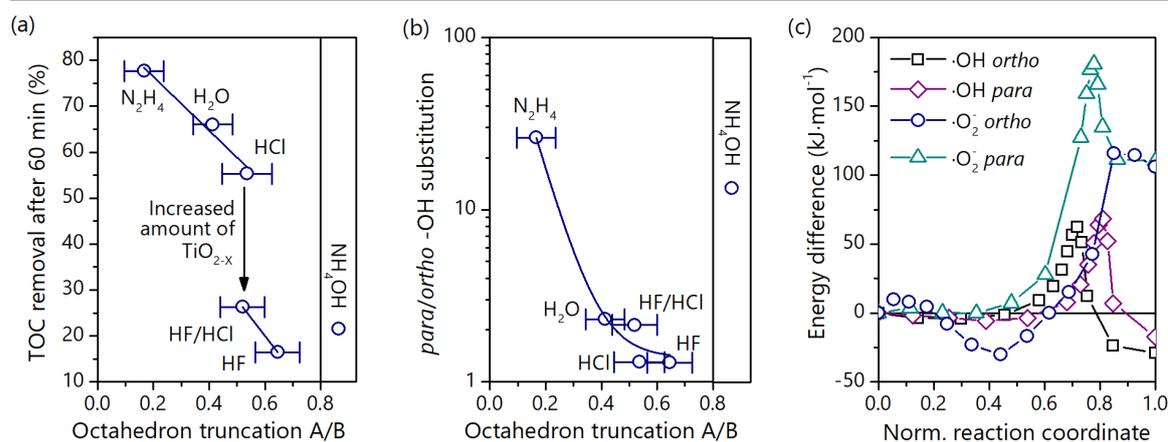 (a)
TOC removal after 60 min (%)
80
70
60
50
40
30
20
10
N₂H₄
H₂O
HCl
Increased
amount of
TiO₂₋ₓ
HF/HCl
HF
NH₄OH
0.0 0.2 0.4 0.6 0.8
Octahedron truncation A/B
(b)
para/ortho -OH substitution
100
10
1
N₂H₄
H₂O
HF/HCl
HCl
HF
NH₄OH
0.0 0.2 0.4 0.6 0.8
Octahedron truncation A/B
(c)
Energy difference (kJ·mol⁻¹)
200
150
100
50
0
-50
·OH ortho
·OH para
·O₂⁻ ortho
·O₂⁻ para
0.0 0.2 0.4 0.6 0.8 1.0
Norm. reaction coordinate